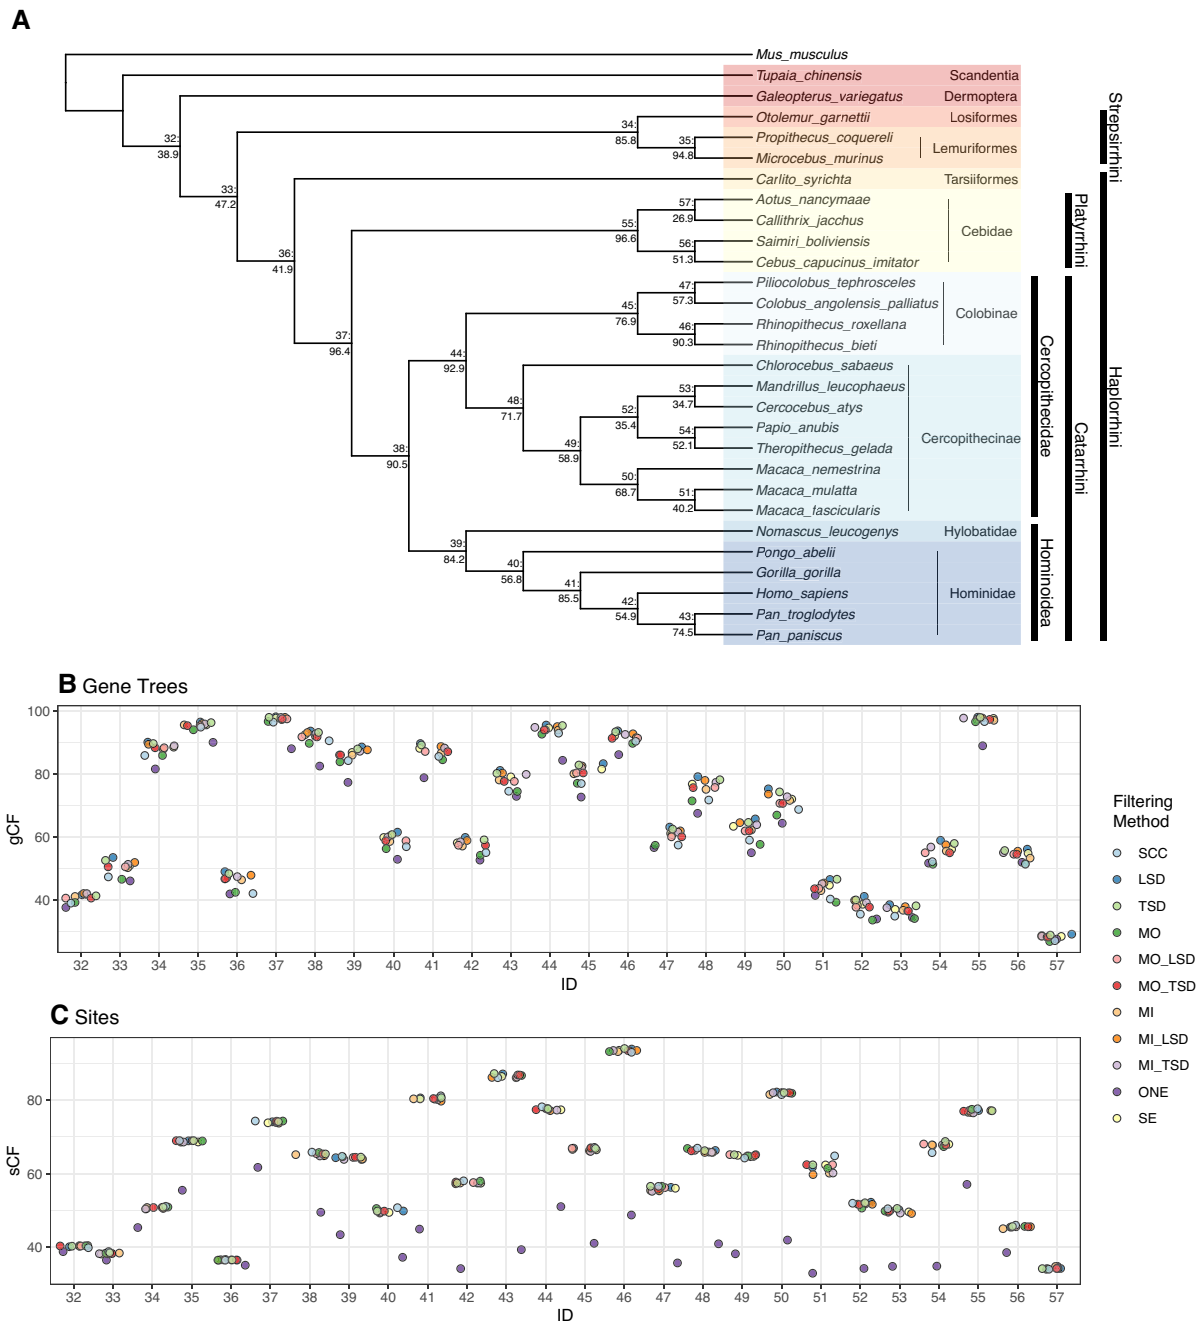 A
Mus_musculus
Tupaia_chinensis Scandentia
Galeopterus_variegatus Dermoptera
32:
38.9
Otolemur_garnettii Losiformes
34:
85.8
Propithecus_coquereli
35:
94.8
Microcebus_murinus
Lemuriformes
Strepsirrhini
33:
47.2
Carlito_syrichta Tarsiiformes
36:
41.9
Aotus_nancymaae
57:
26.9
Callithrix_jacchus
55:
96.6
Saimiri_boliviensis
56:
51.3
Cebus_capucinus_imitator
Cebidae
Platyrrhini
37:
96.4
Piliocolobus_tephrosceles
47:
57.3
Colobus_angolensis_palliatus
45:
76.9
Rhinopithecus_roxellana
46:
90.3
Rhinopithecus_bieti
Colobinae
44:
92.9
Chlorocebus_sabaeus
48:
71.7
Mandrillus_leucophaeus
53:
34.7
Cercocebus_atys
52:
35.4
Papio_anubis
54:
52.1
Theropithecus_gelada
49:
58.9
Macaca_nemestrina
50:
68.7
Macaca_mulatta
51:
40.2
Macaca_fascicularis
Cercopithecinae
Cercopithecidae
Catarrhini
Haplorrhini
38:
90.5
Nomascus_leucogenys Hylobatidae
39:
84.2
Pongo_abelii
40:
56.8
Gorilla_gorilla
41:
85.5
Homo_sapiens
42:
54.9
Pan_troglodytes
43:
74.5
Pan_paniscus
Hominidae
Hominoidea
B Gene Trees
100
80
60
40
gCF
32 33 34 35 36 37 38 39 40 41 42 43 44 45 46 47 48 49 50 51 52 53 54 55 56 57
ID
C Sites
80
60
40
sCF
32 33 34 35 36 37 38 39 40 41 42 43 44 45 46 47 48 49 50 51 52 53 54 55 56 57
ID
Filtering
Method
SCC
LSD
TSD
MO
MO_LSD
MO_TSD
MI
MI_LSD
MI_TSD
ONE
SE